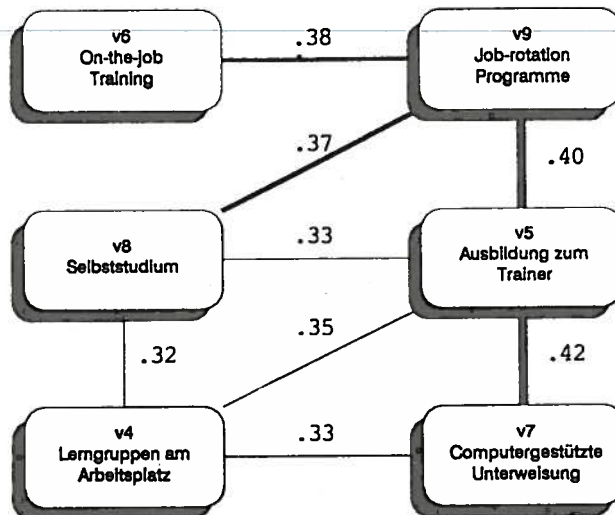 v6
On-the-job
Training
.38
v9
Job-rotation
Programme
.37
.40
v8
Selbststudium
.33
v5
Ausbildung zum
Trainer
.32
.35
.42
v4
Lerngruppen am
Arbeitsplatz
.33
v7
Computergestützte
Unterweisung